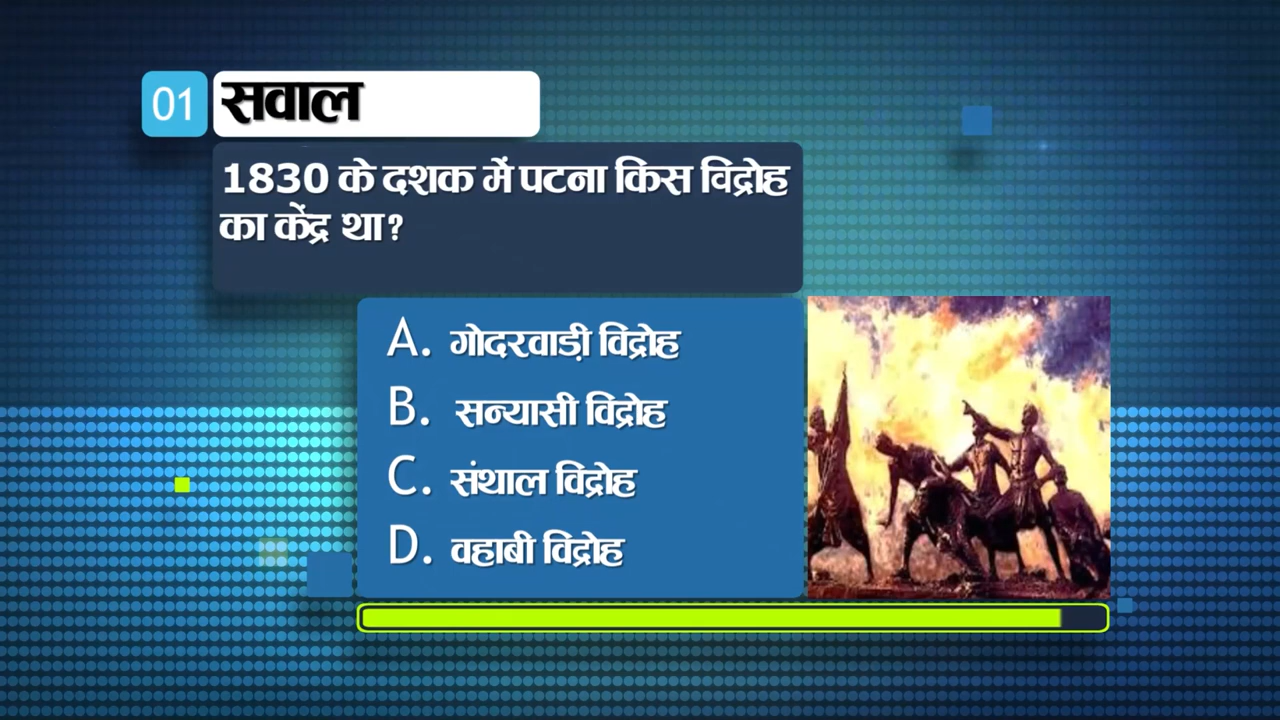 01 सवाल
1830 के दशक में पटना किस विद्रोह
का केंद्र था?
A. गोदरवाड़ी विद्रोह
B. सन्यासी विद्रोह
C. संथाल विद्रोह
D. वहाबी विद्रोह